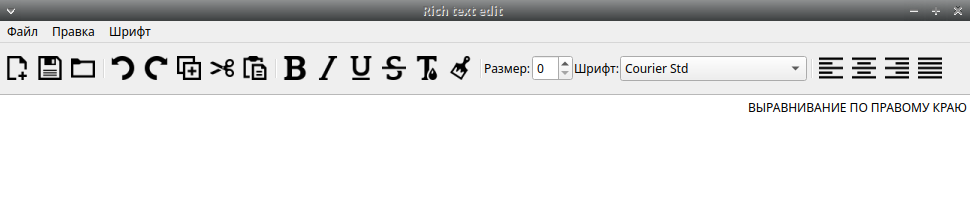 Rich text edit
Файл Правка Шрифт
B I U S T Размер: 0 Шрифт: Courier Std
ВЫРАВНИВАНИЕ ПО ПРАВОМУ КРАЮ